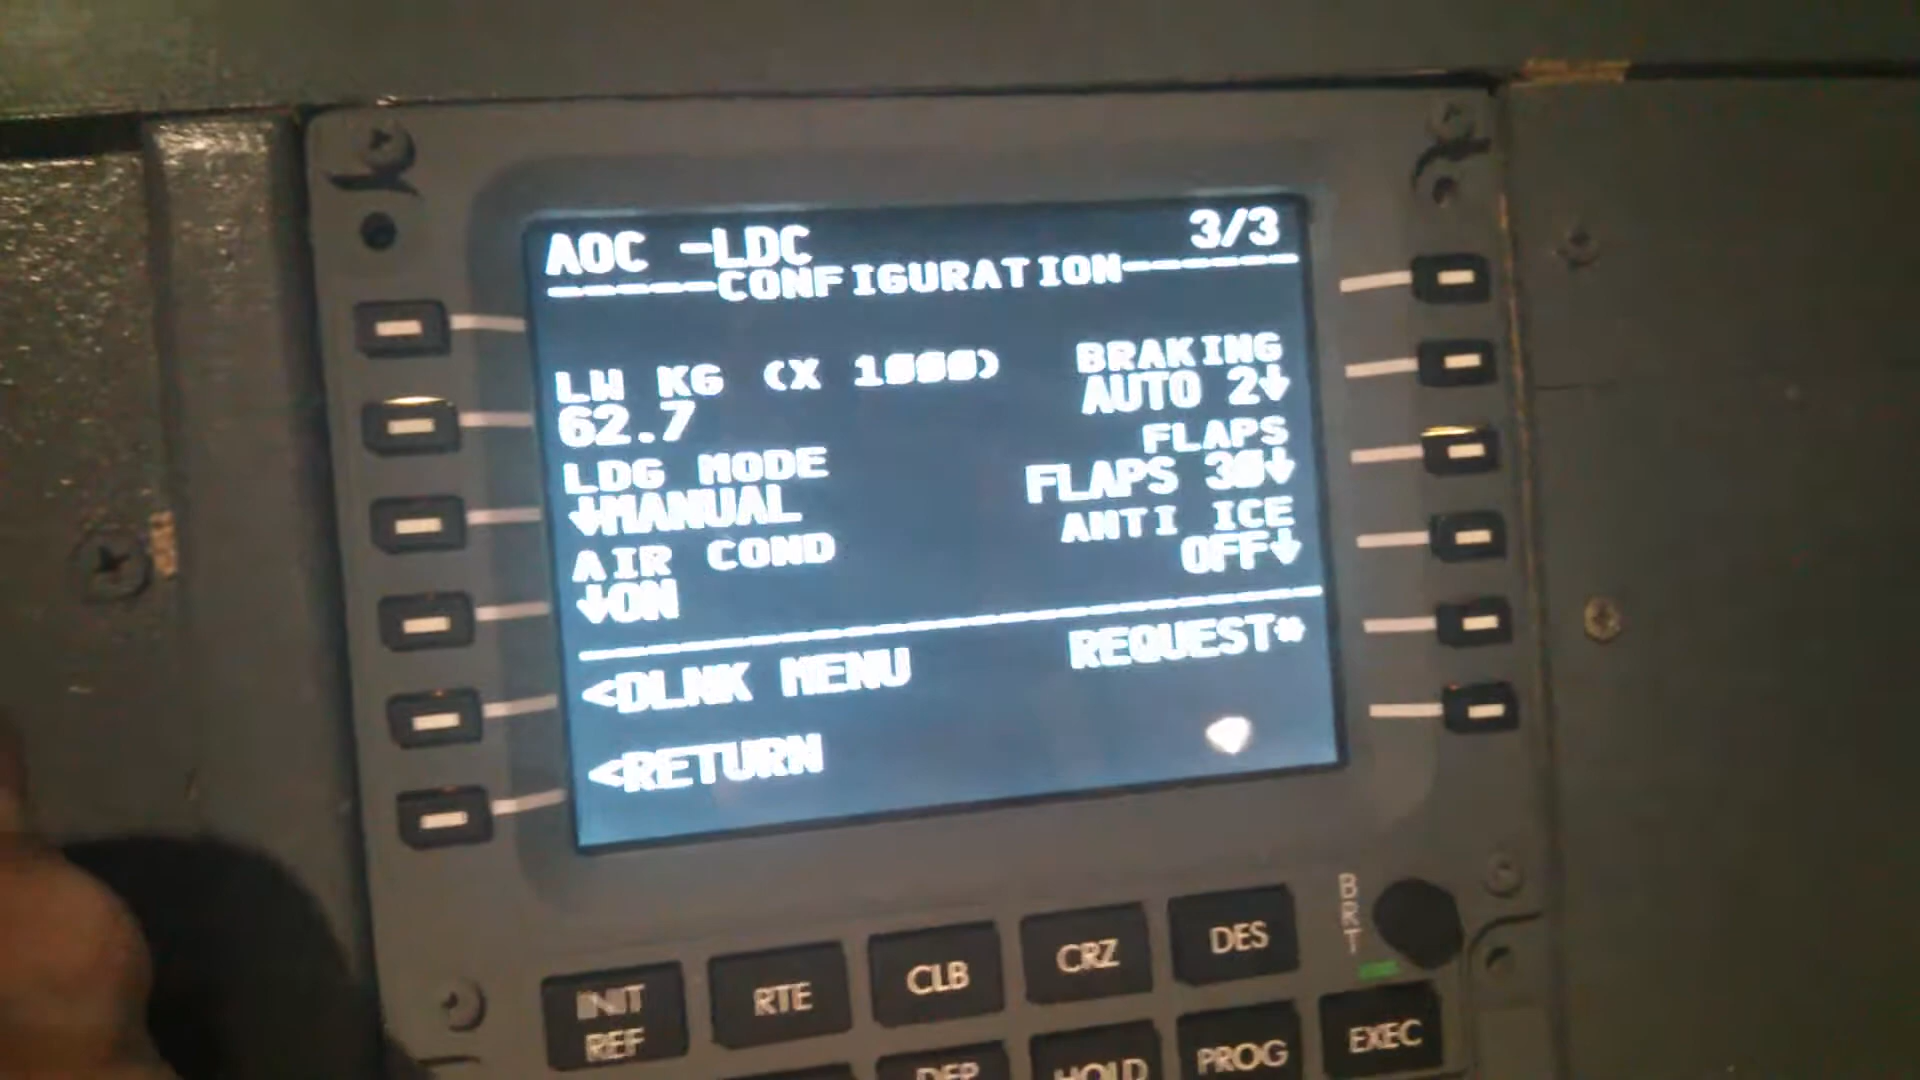 AOC -LDC 3/3
-----CONFIGURATION------
LW KG (X 1000) BRAKING
62.7 AUTO 2↓
LDG MODE FLAPS
↓MANUAL FLAPS 30↓
AIR COND ANTI ICE
↓ON OFF↓
<DLNK MENU REQUEST*
<RETURN
BRT
INIT REF RTE CLB CRZ DES
DEP HOLD PROG EXEC